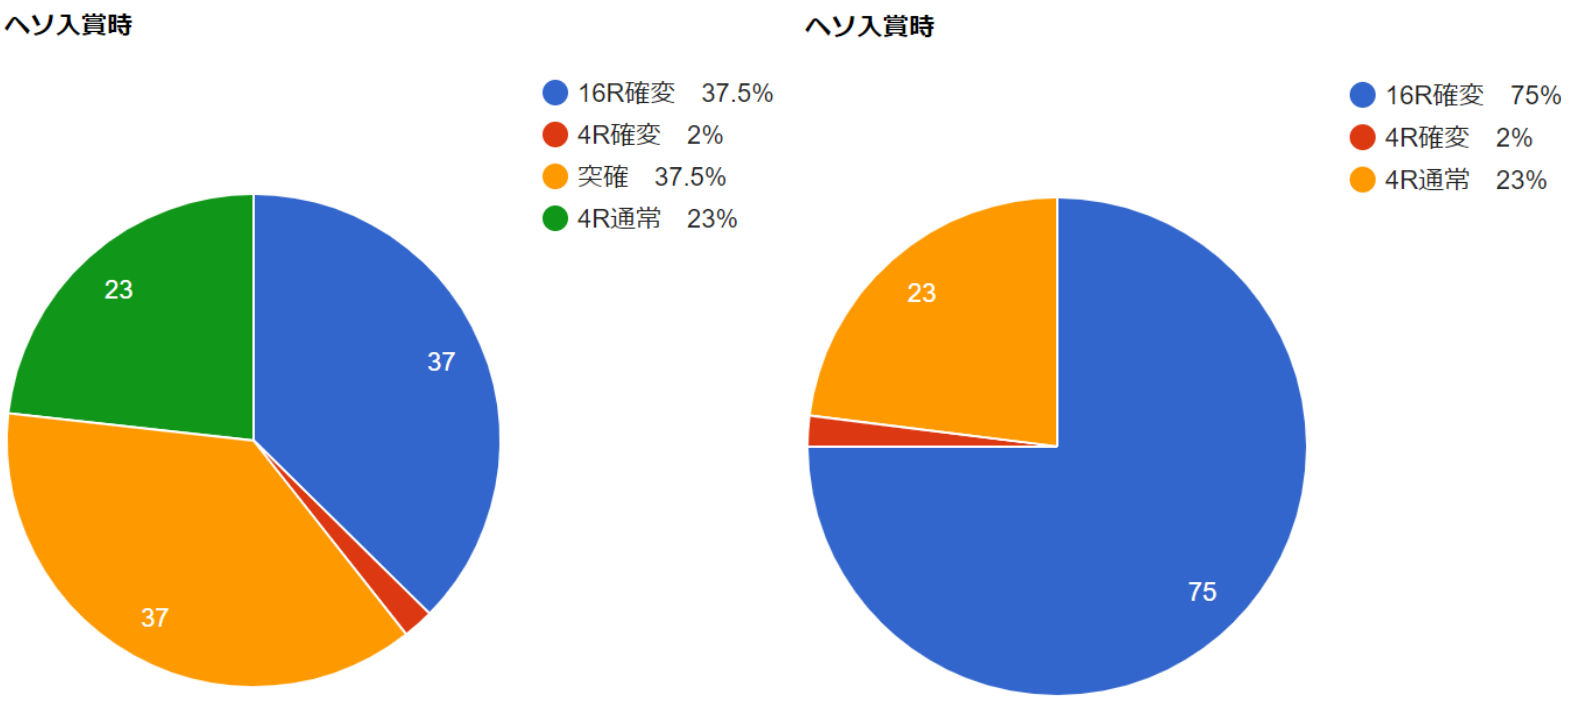 ヘソ入賞時
16R確変 37.5%
4R確変 2%
突確 37.5%
4R通常 23%
23
37
37
ヘソ入賞時
16R確変 75%
4R確変 2%
4R通常 23%
23
75